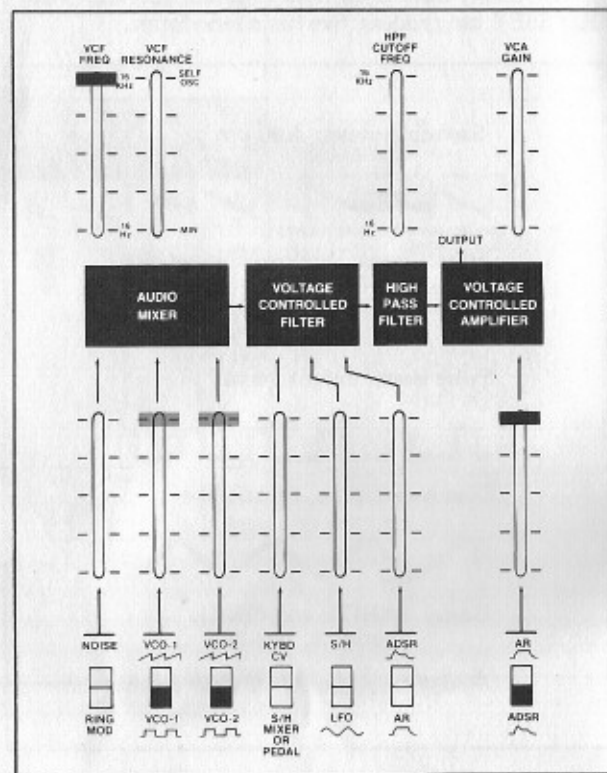 VCF FREQ
VCF RESONANCE
HPF CUTOFF FREQ
VCA GAIN
16 KHz
SELF OSC
16 KHz
16 Hz
MIN
16 Hz
OUTPUT
AUDIO MIXER
VOLTAGE CONTROLLED FILTER
HIGH PASS FILTER
VOLTAGE CONTROLLED AMPLIFIER
NOISE
VCO-1
VCO-2
KYBD CV
S/H
ADSR
AR
RING MOD
VCO-1
VCO-2
S/H MIXER OR PEDAL
LFO
AR
ADSR